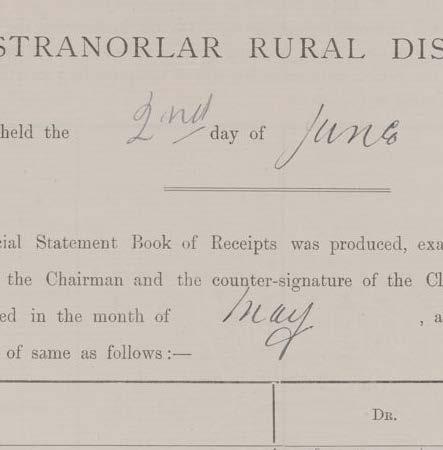 STRANORLAR RURAL DIS
held the 2nd day of June
cial Statement Book of Receipts was produced, exa
the Chairman and the counter-signature of the Cl
ed in the month of May , a
of same as follows :—
DR.